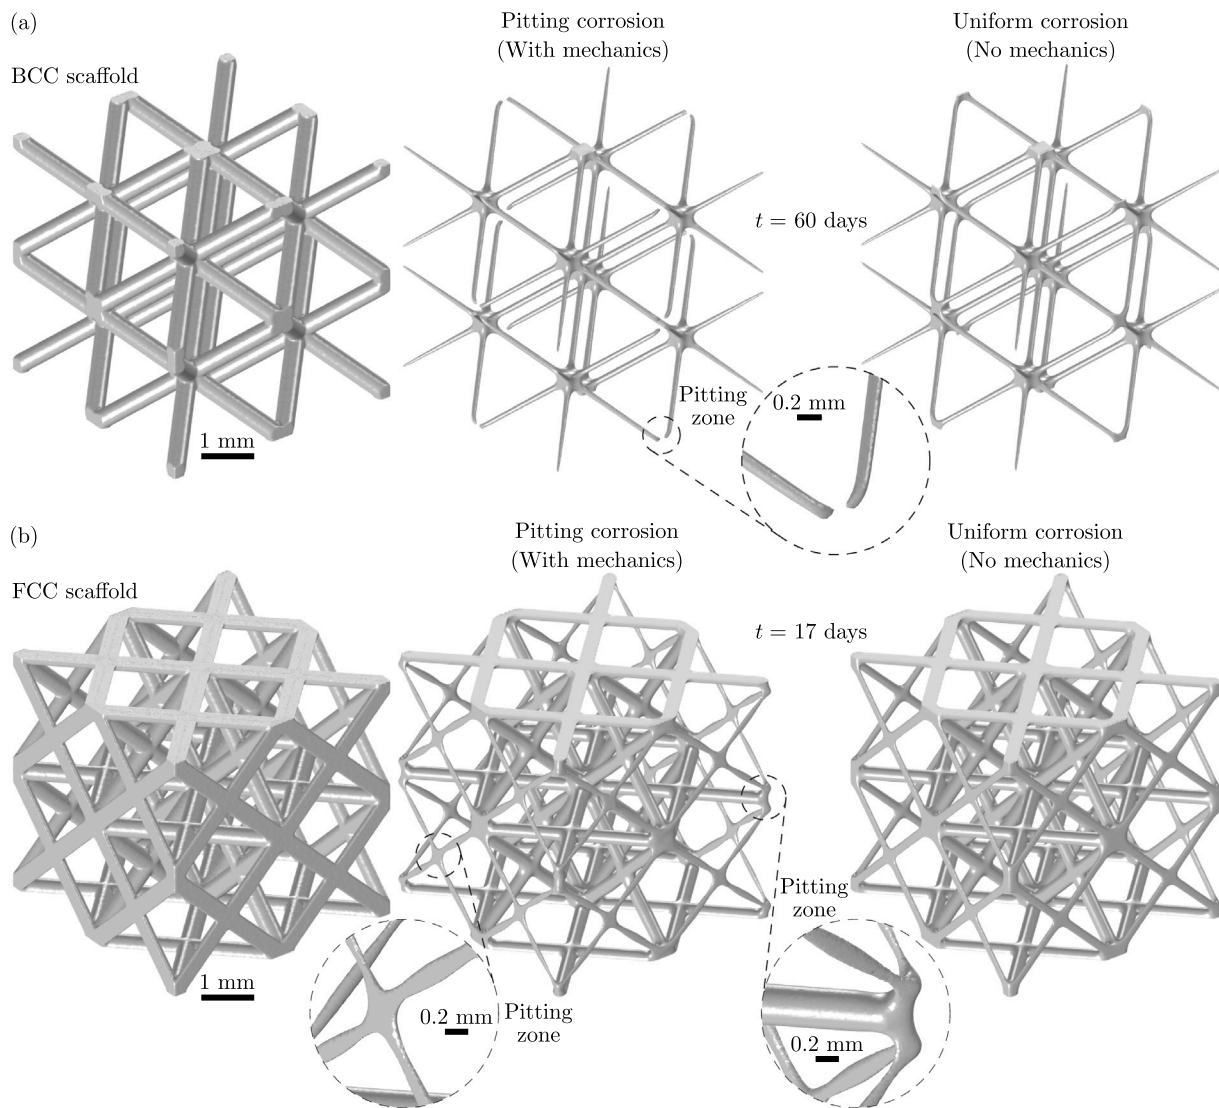 (a)
Pitting corrosion
(With mechanics)
Uniform corrosion
(No mechanics)
BCC scaffold
t = 60 days
Pitting
zone
0.2 mm
1 mm
(b)
Pitting corrosion
(With mechanics)
Uniform corrosion
(No mechanics)
FCC scaffold
t = 17 days
Pitting
zone
1 mm
0.2 mm
Pitting
zone
0.2 mm